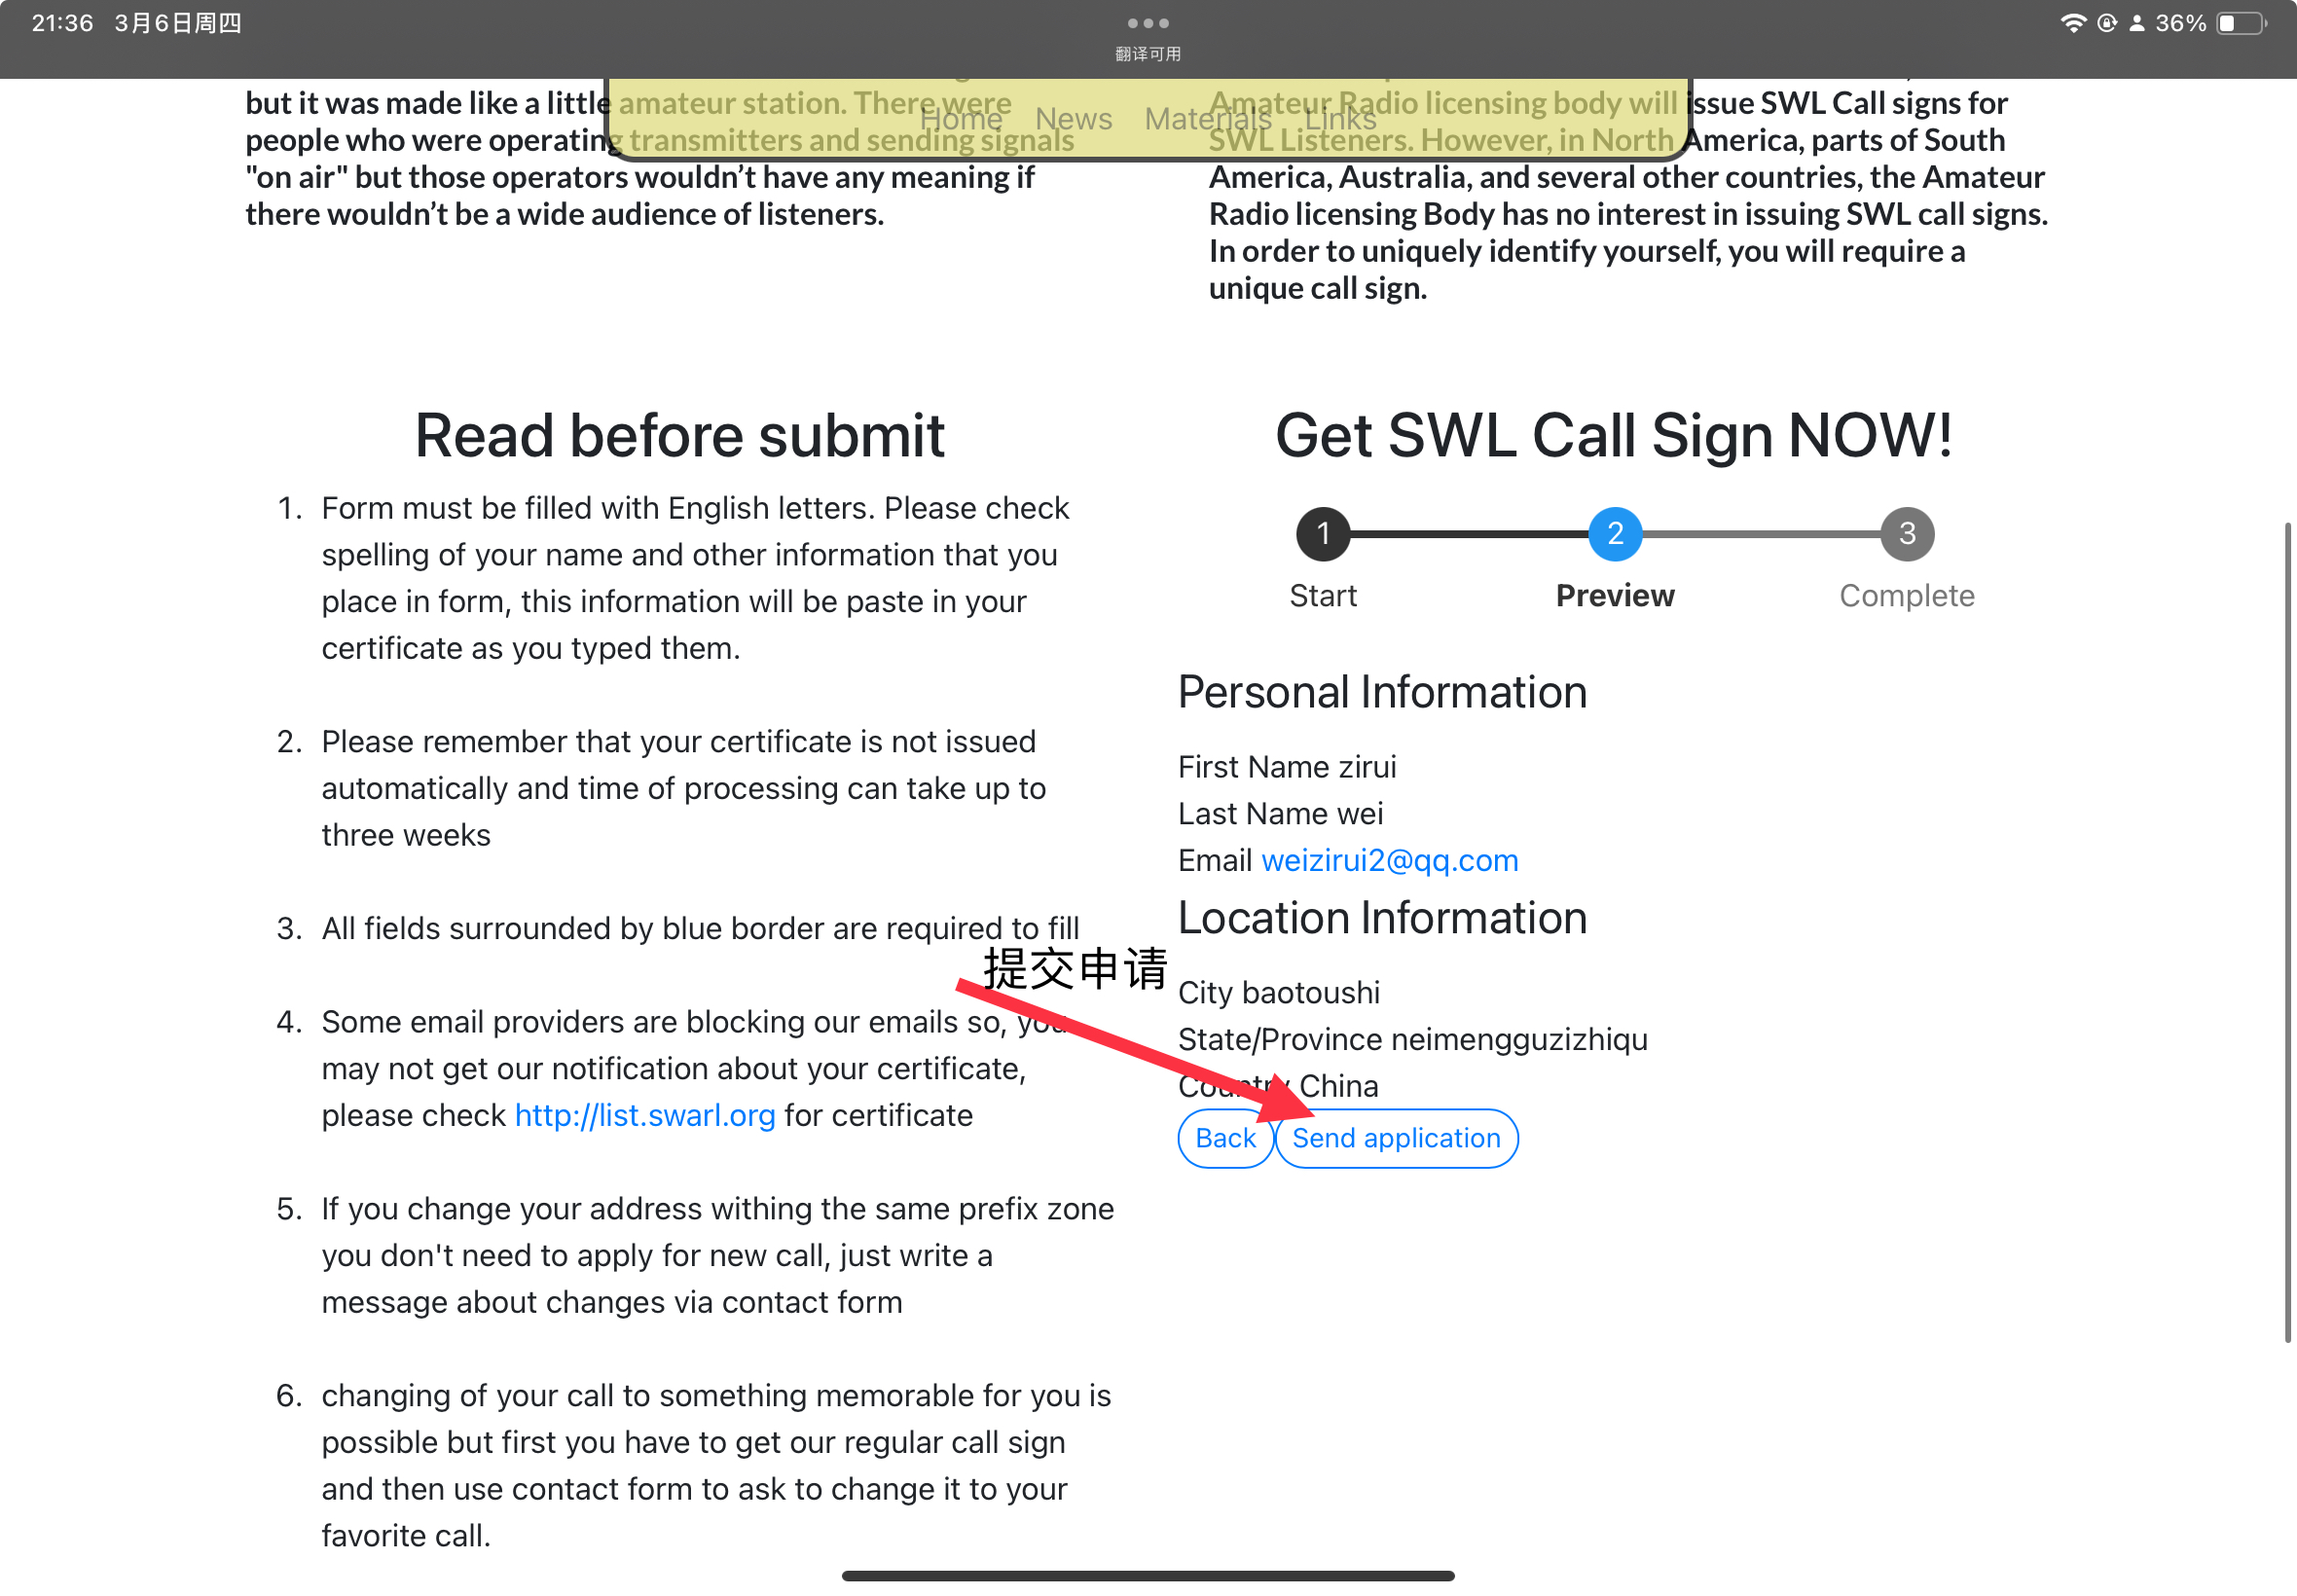 21:36 3月6日周四
36%
翻译可用
Home News Materials Links
but it was made like a little amateur station. There were
people who were operating transmitters and sending signals
"on air" but those operators wouldn’t have any meaning if
there wouldn’t be a wide audience of listeners.
Amateur Radio licensing body will issue SWL Call signs for
SWL Listeners. However, in North America, parts of South
America, Australia, and several other countries, the Amateur
Radio licensing Body has no interest in issuing SWL call signs.
In order to uniquely identify yourself, you will require a
unique call sign.
Read before submit
1. Form must be filled with English letters. Please check
spelling of your name and other information that you
place in form, this information will be paste in your
certificate as you typed them.
2. Please remember that your certificate is not issued
automatically and time of processing can take up to
three weeks
3. All fields surrounded by blue border are required to fill
4. Some email providers are blocking our emails so, you
may not get our notification about your certificate,
please check http://list.swarl.org for certificate
5. If you change your address withing the same prefix zone
you don't need to apply for new call, just write a
message about changes via contact form
6. changing of your call to something memorable for you is
possible but first you have to get our regular call sign
and then use contact form to ask to change it to your
favorite call.
Get SWL Call Sign NOW!
1 2 3
Start Preview Complete
Personal Information
First Name zirui
Last Name wei
Email weizirui2@qq.com
Location Information
提交申请
City baotoushi
State/Province neimengguzizhiqu
Country China
Back Send application